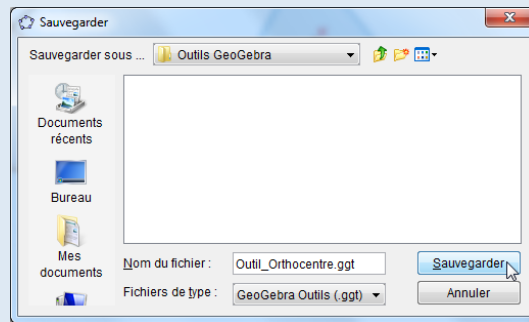 Sauvegarder
Sauvegarder sous ... Outils GeoGebra
Documents
récents
Bureau
Mes
documents
Nom du fichier : Outil_Orthocentre.ggt Sauvegarder
Fichiers de type : GeoGebra Outils (.ggt) Annuler